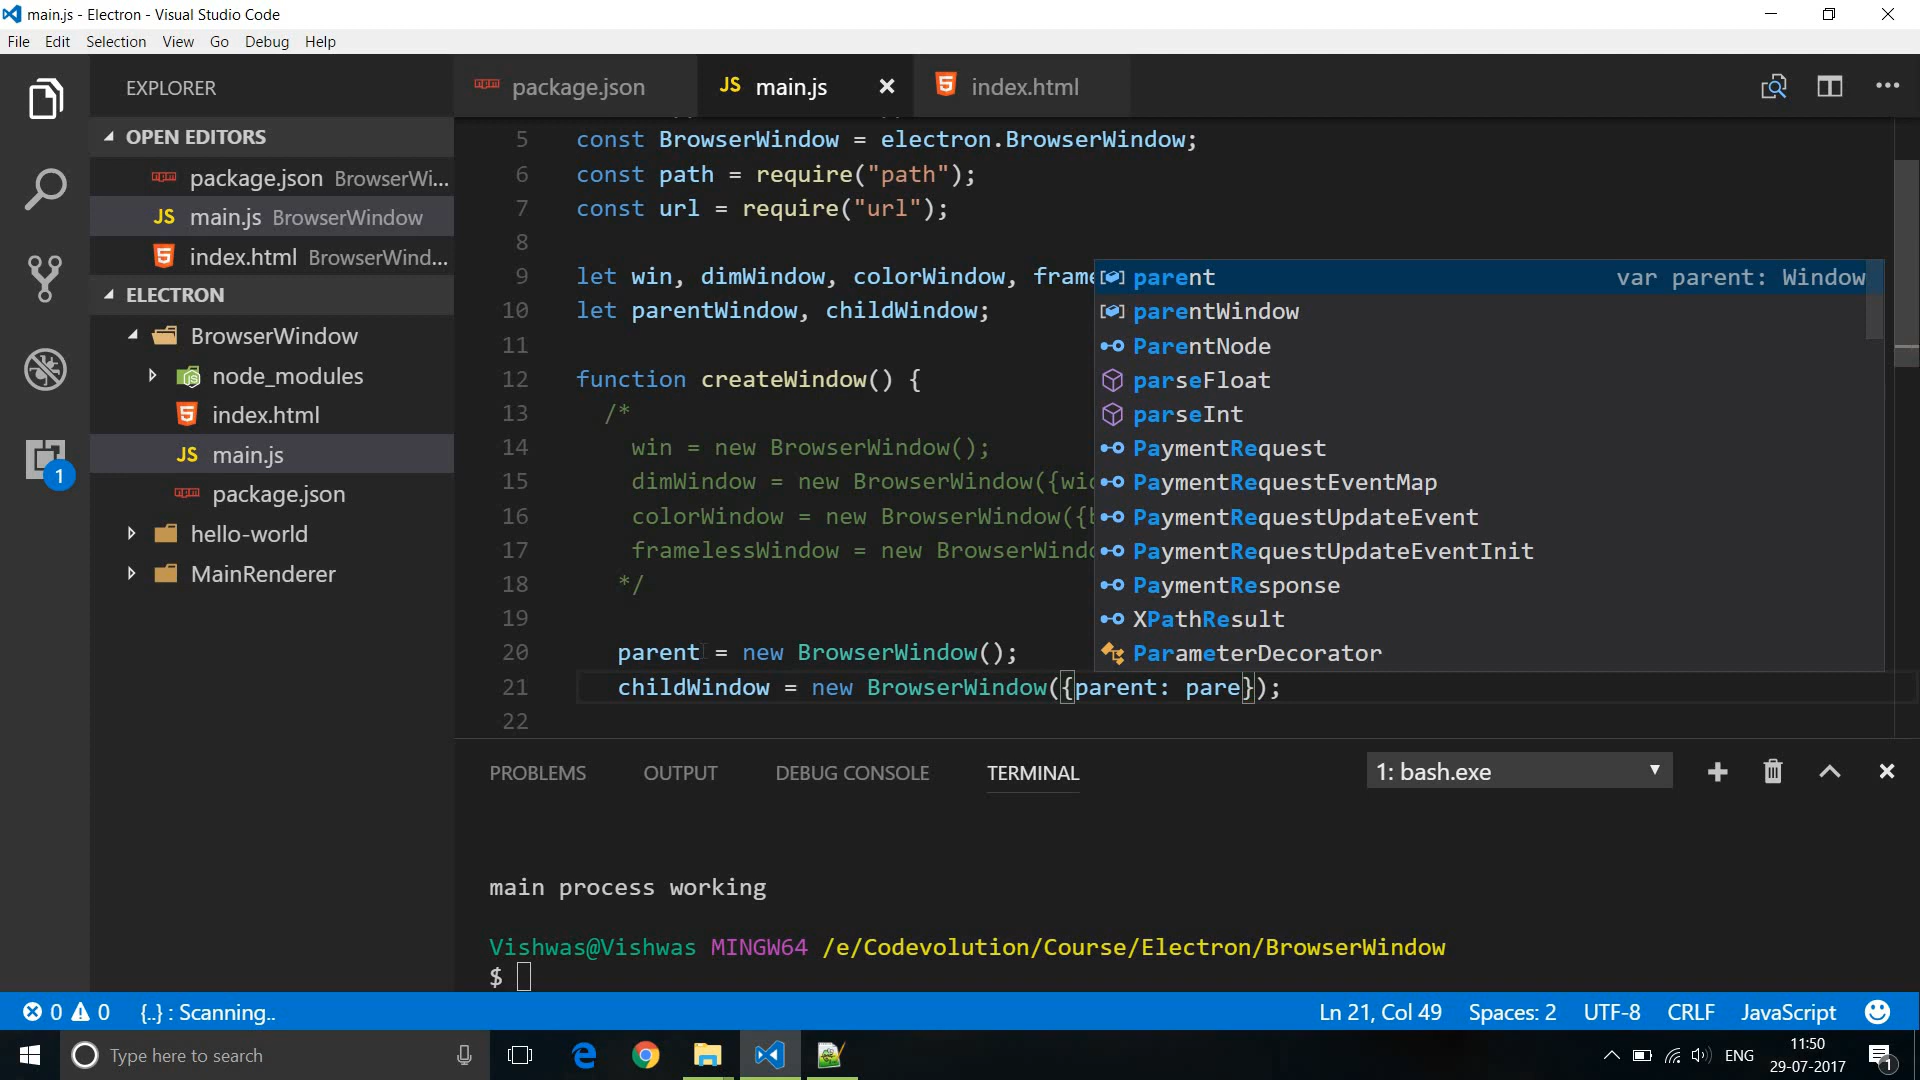 main.js - Electron - Visual Studio Code
File Edit Selection View Go Debug Help
EXPLORER
OPEN EDITORS
package.json BrowserWi...
JS main.js BrowserWindow
index.html BrowserWind...
ELECTRON
BrowserWindow
node_modules
index.html
JS main.js
package.json
hello-world
MainRenderer
1
package.json
JS main.js
index.html
5 const BrowserWindow = electron.BrowserWindow;
6 const path = require("path");
7 const url = require("url");
8
9 let win, dimWindow, colorWindow, frame
10 let parentWindow, childWindow;
11
12 function createWindow() {
13 /*
14 win = new BrowserWindow();
15 dimWindow = new BrowserWindow({wid
16 colorWindow = new BrowserWindow({b
17 framelessWindow = new BrowserWindo
18 */
19
20 parent = new BrowserWindow();
21 childWindow = new BrowserWindow({parent: pare});
22
parent var parent: Window
parentWindow
ParentNode
parseFloat
parseInt
PaymentRequest
PaymentRequestEventMap
PaymentRequestUpdateEvent
PaymentRequestUpdateEventInit
PaymentResponse
XPathResult
ParameterDecorator
PROBLEMS OUTPUT DEBUG CONSOLE TERMINAL 1: bash.exe
main process working
Vishwas@Vishwas MINGW64 /e/Codevolution/Course/Electron/BrowserWindow
$
0 0 {..} : Scanning.. Ln 21, Col 49 Spaces: 2 UTF-8 CRLF JavaScript
Type here to search
ENG
11:50
29-07-2017
1